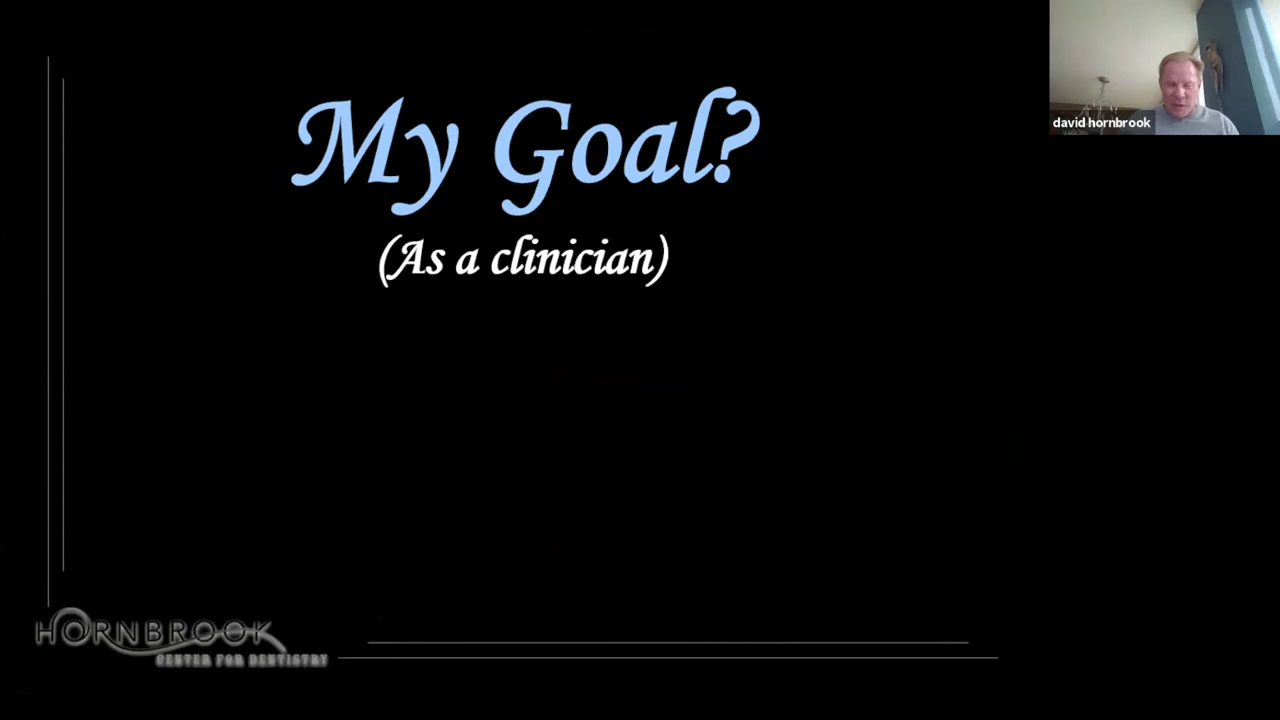 My Goal?
(As a clinician)
david hornbrook
HORNBROOK
CENTER FOR DENTISTRY